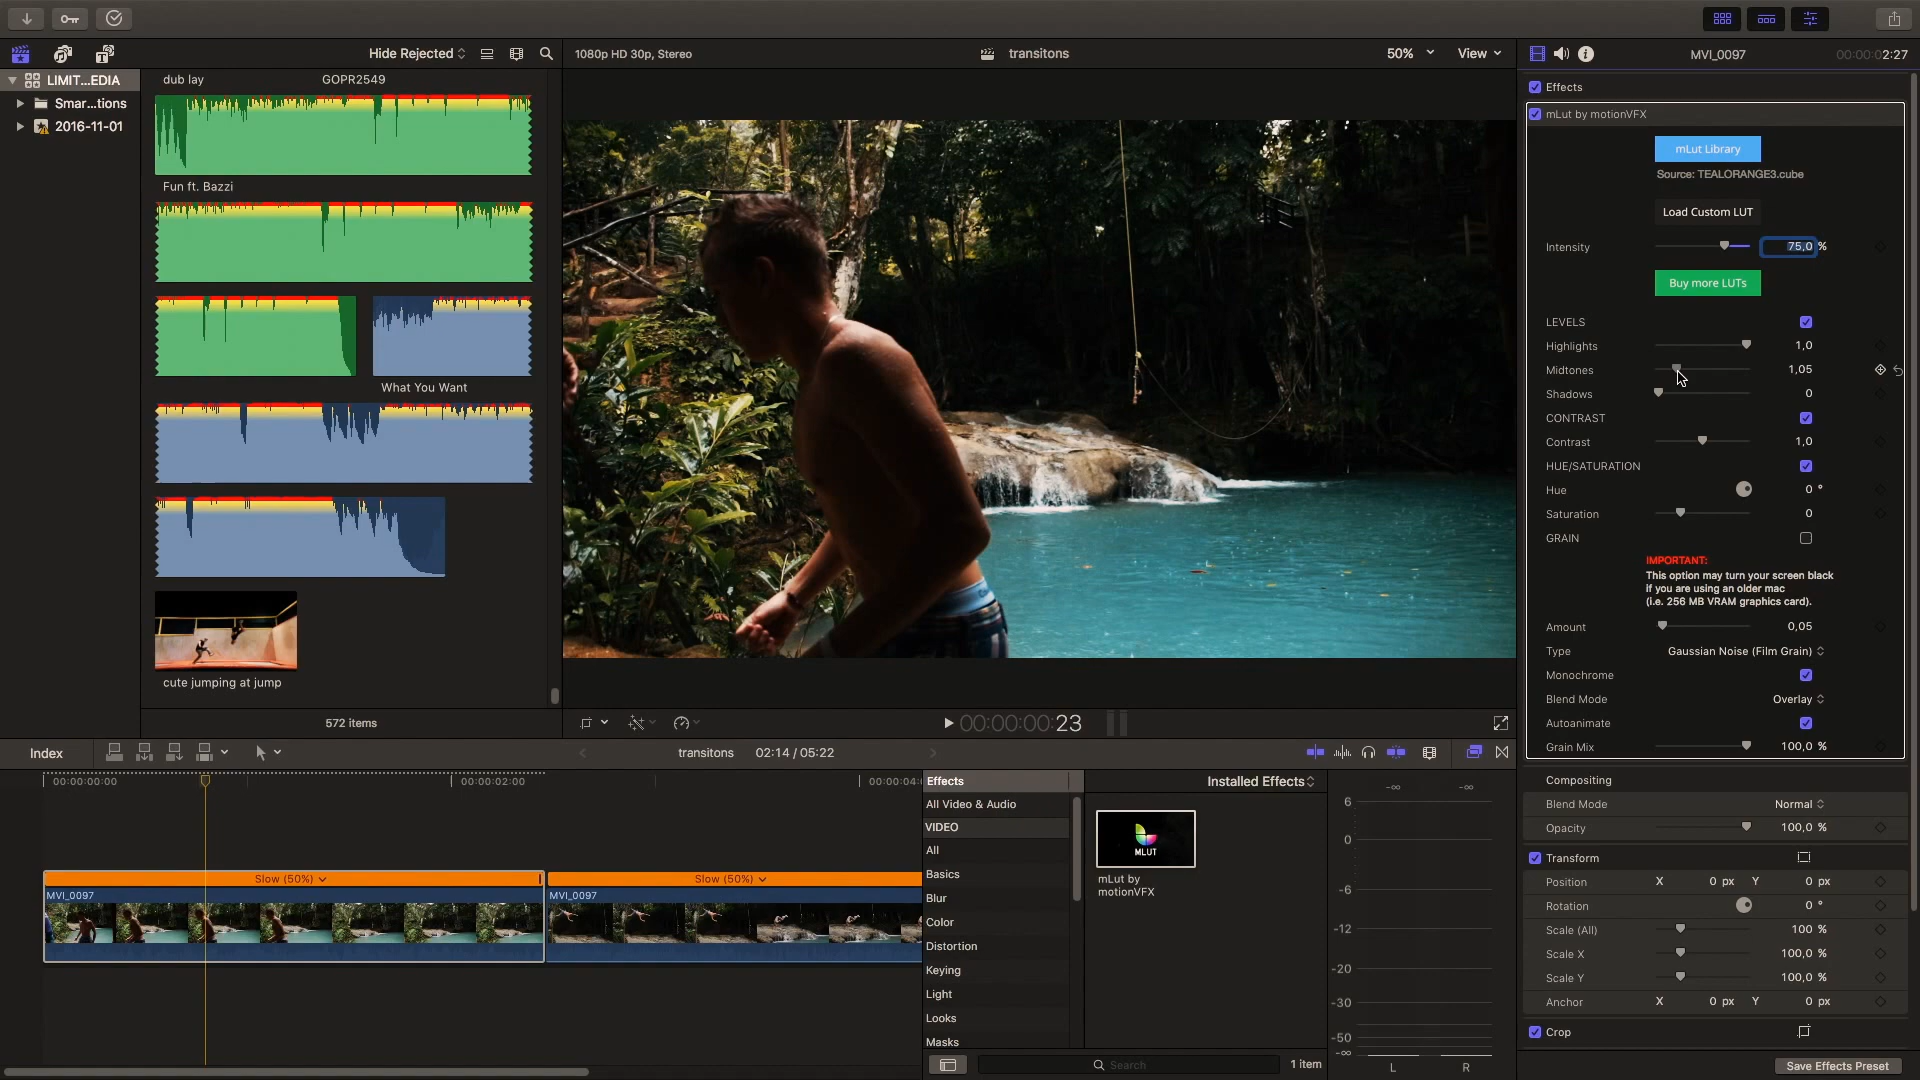 Hide Rejected
1080p HD 30p, Stereo
transitons
50%
View
MVI_0097
00:00:02:27
LIMIT...EDIA
Smar...tions
2016-11-01
dub lay
GOPR2549
Fun ft. Bazzi
What You Want
cute jumping at jump
572 items
00:00:00:23
Effects
mLut by motionVFX
mLut Library
Source: TEALORANGE3.cube
Load Custom LUT
Intensity 75,0 %
Buy more LUTs
LEVELS
Highlights 1,0
Midtones 1,05
Shadows 0
CONTRAST
Contrast 1,0
HUE/SATURATION
Hue 0 °
Saturation 0
GRAIN
IMPORTANT:
This option may turn your screen black
if you are using an older mac
(i.e. 256 MB VRAM graphics card).
Amount 0,05
Type Gaussian Noise (Film Grain)
Monochrome
Blend Mode Overlay
Autoanimate
Grain Mix 100,0 %
Compositing
Blend Mode Normal
Opacity 100,0 %
Transform
Position X 0 px Y 0 px
Rotation 0 °
Scale (All) 100 %
Scale X 100,0 %
Scale Y 100,0 %
Anchor X 0 px Y 0 px
Crop
Save Effects Preset
Index
transitons 02:14 / 05:22
00:00:00:00
00:00:02:00
00:00:04:
Slow (50%)
Slow (50%)
MVI_0097
MVI_0097
Effects
Installed Effects
All Video & Audio
VIDEO
All
Basics
Blur
Color
Distortion
Keying
Light
Looks
Masks
MLUT
mLut by
motionVFX
Search
1 item
-∞ -∞
6
0
-6
-12
-20
-30
-50
-∞
L R